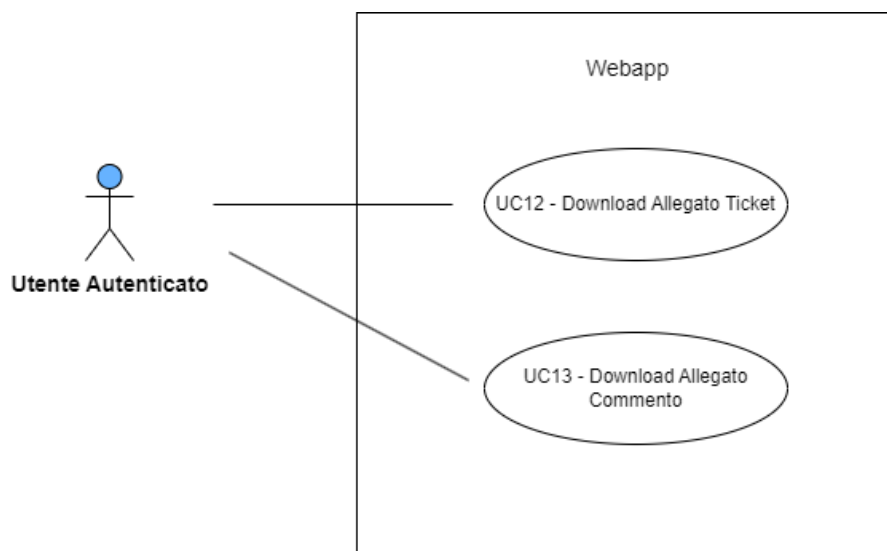 Webapp
UC12 - Download Allegato Ticket
Utente Autenticato
UC13 - Download Allegato
Commento